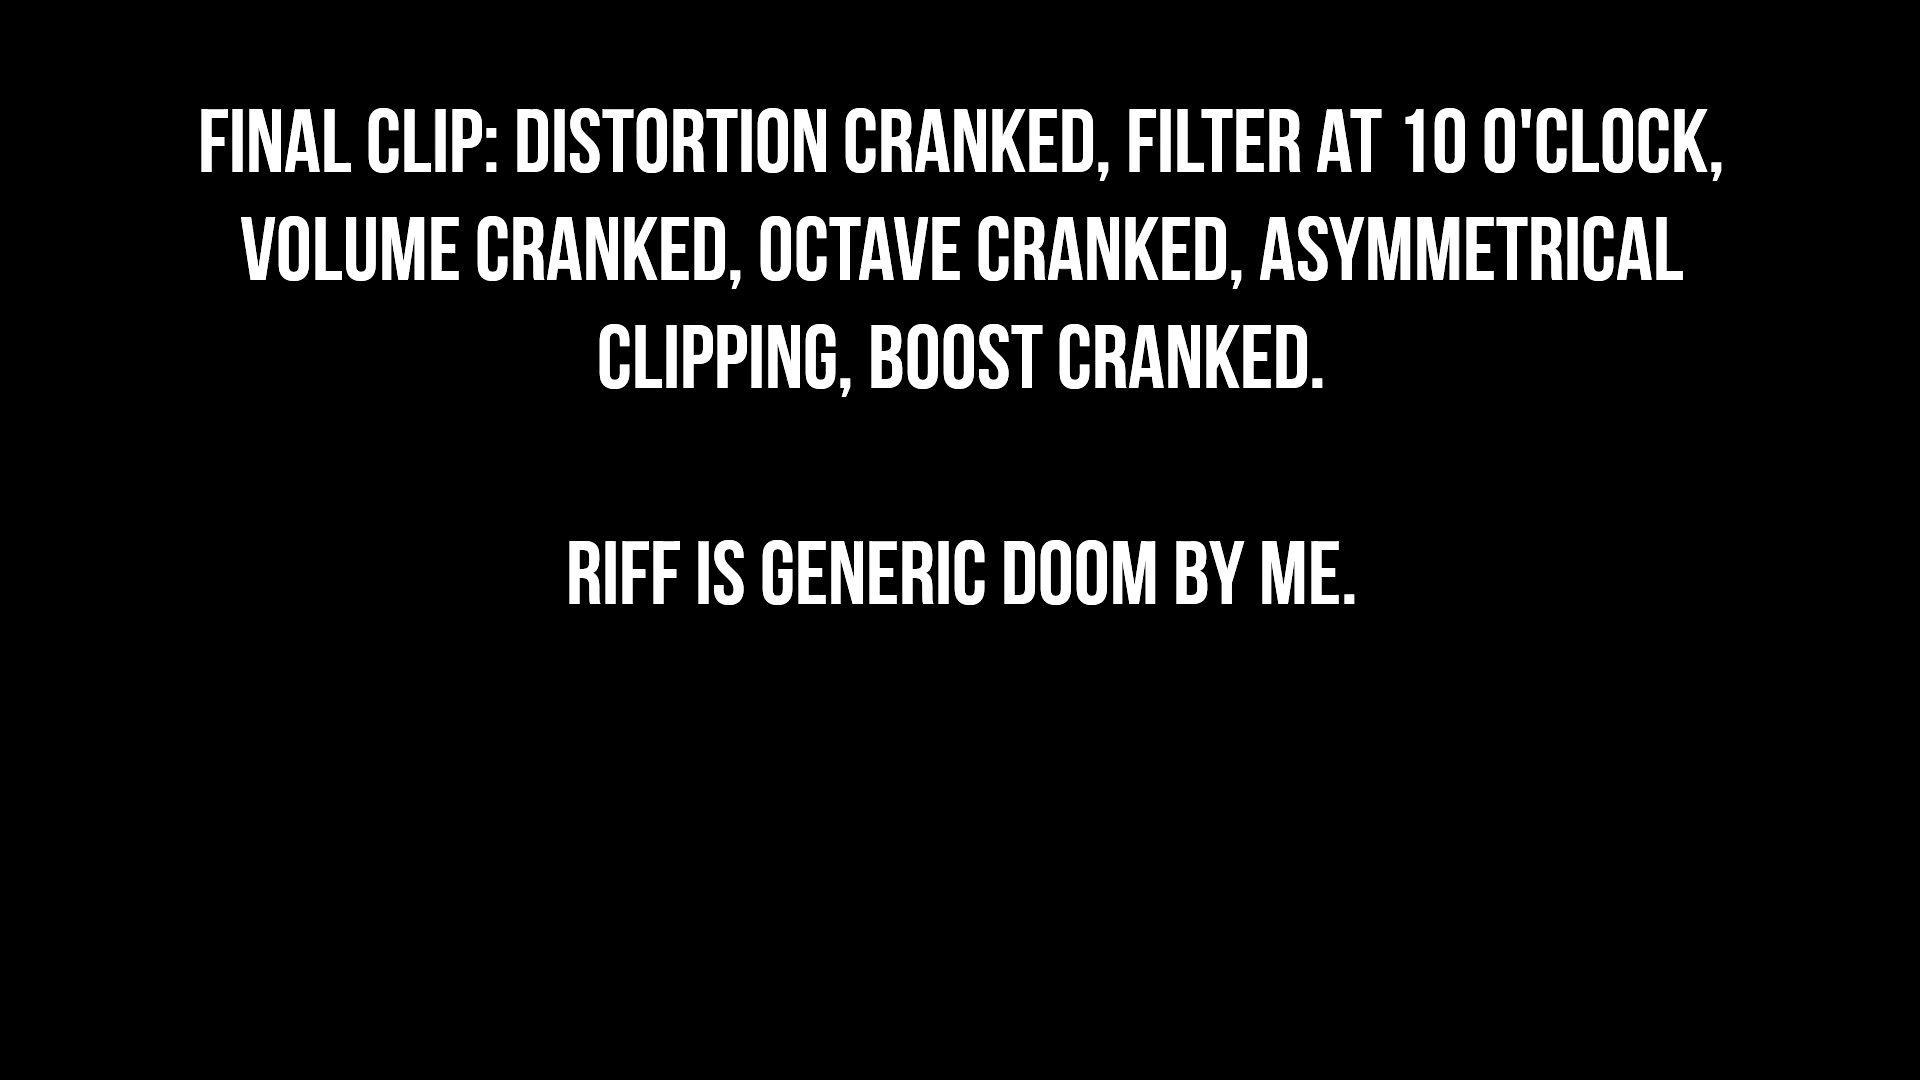 FINAL CLIP: DISTORTION CRANKED, FILTER AT 10 O'CLOCK,
VOLUME CRANKED, OCTAVE CRANKED, ASYMMETRICAL
CLIPPING, BOOST CRANKED.
RIFF IS GENERIC DOOM BY ME.